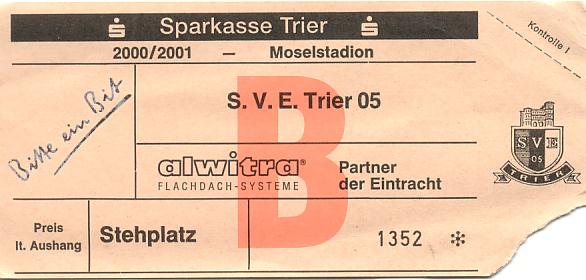 Sparkasse Trier
2000/2001 — Moselstadion
Kontrolle I
Bitte ein Bit
S. V. E. Trier 05
B
alwitra®
FLACHDACH-SYSTEME
Partner
der Eintracht
S V E
05
TRIER
Preis
lt. Aushang
Stehplatz
1352 ✻